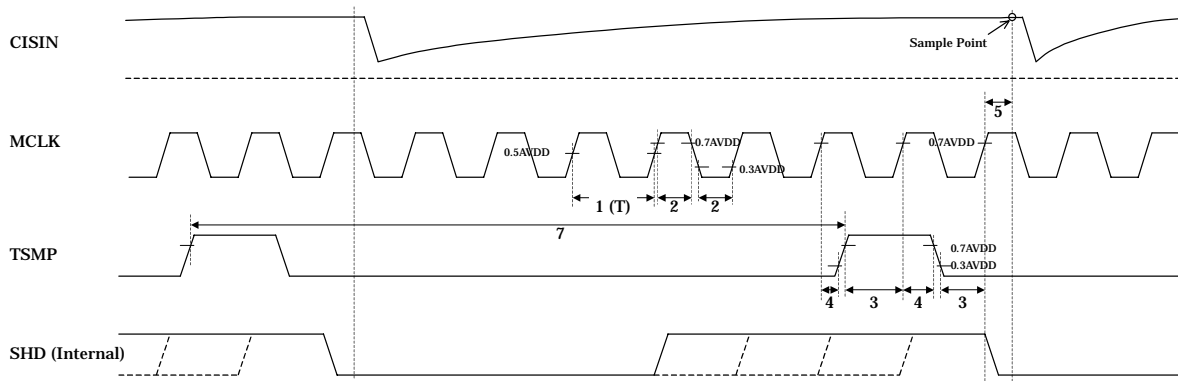 CISIN
Sample Point
5
MCLK
0.5AVDD
0.7AVDD
0.3AVDD
0.7AVDD
1 (T)
2
2
7
TSMP
0.7AVDD
0.3AVDD
4
3
4
3
SHD (Internal)